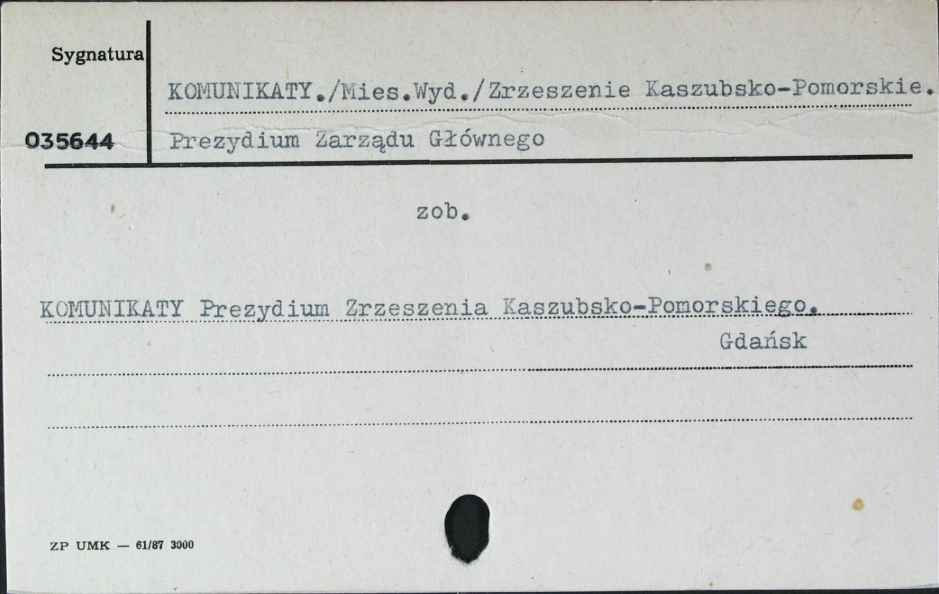 Sygnatura
KOMUNIKATY./Mies.Wyd./Zrzeszenie Kaszubsko-Pomorskie.
035644 Prezydium Zarządu Głównego
zob.
KOMUNIKATY Prezydium Zrzeszenia Kaszubsko-Pomorskiego.
Gdańsk
ZP UMK — 61/87 3000